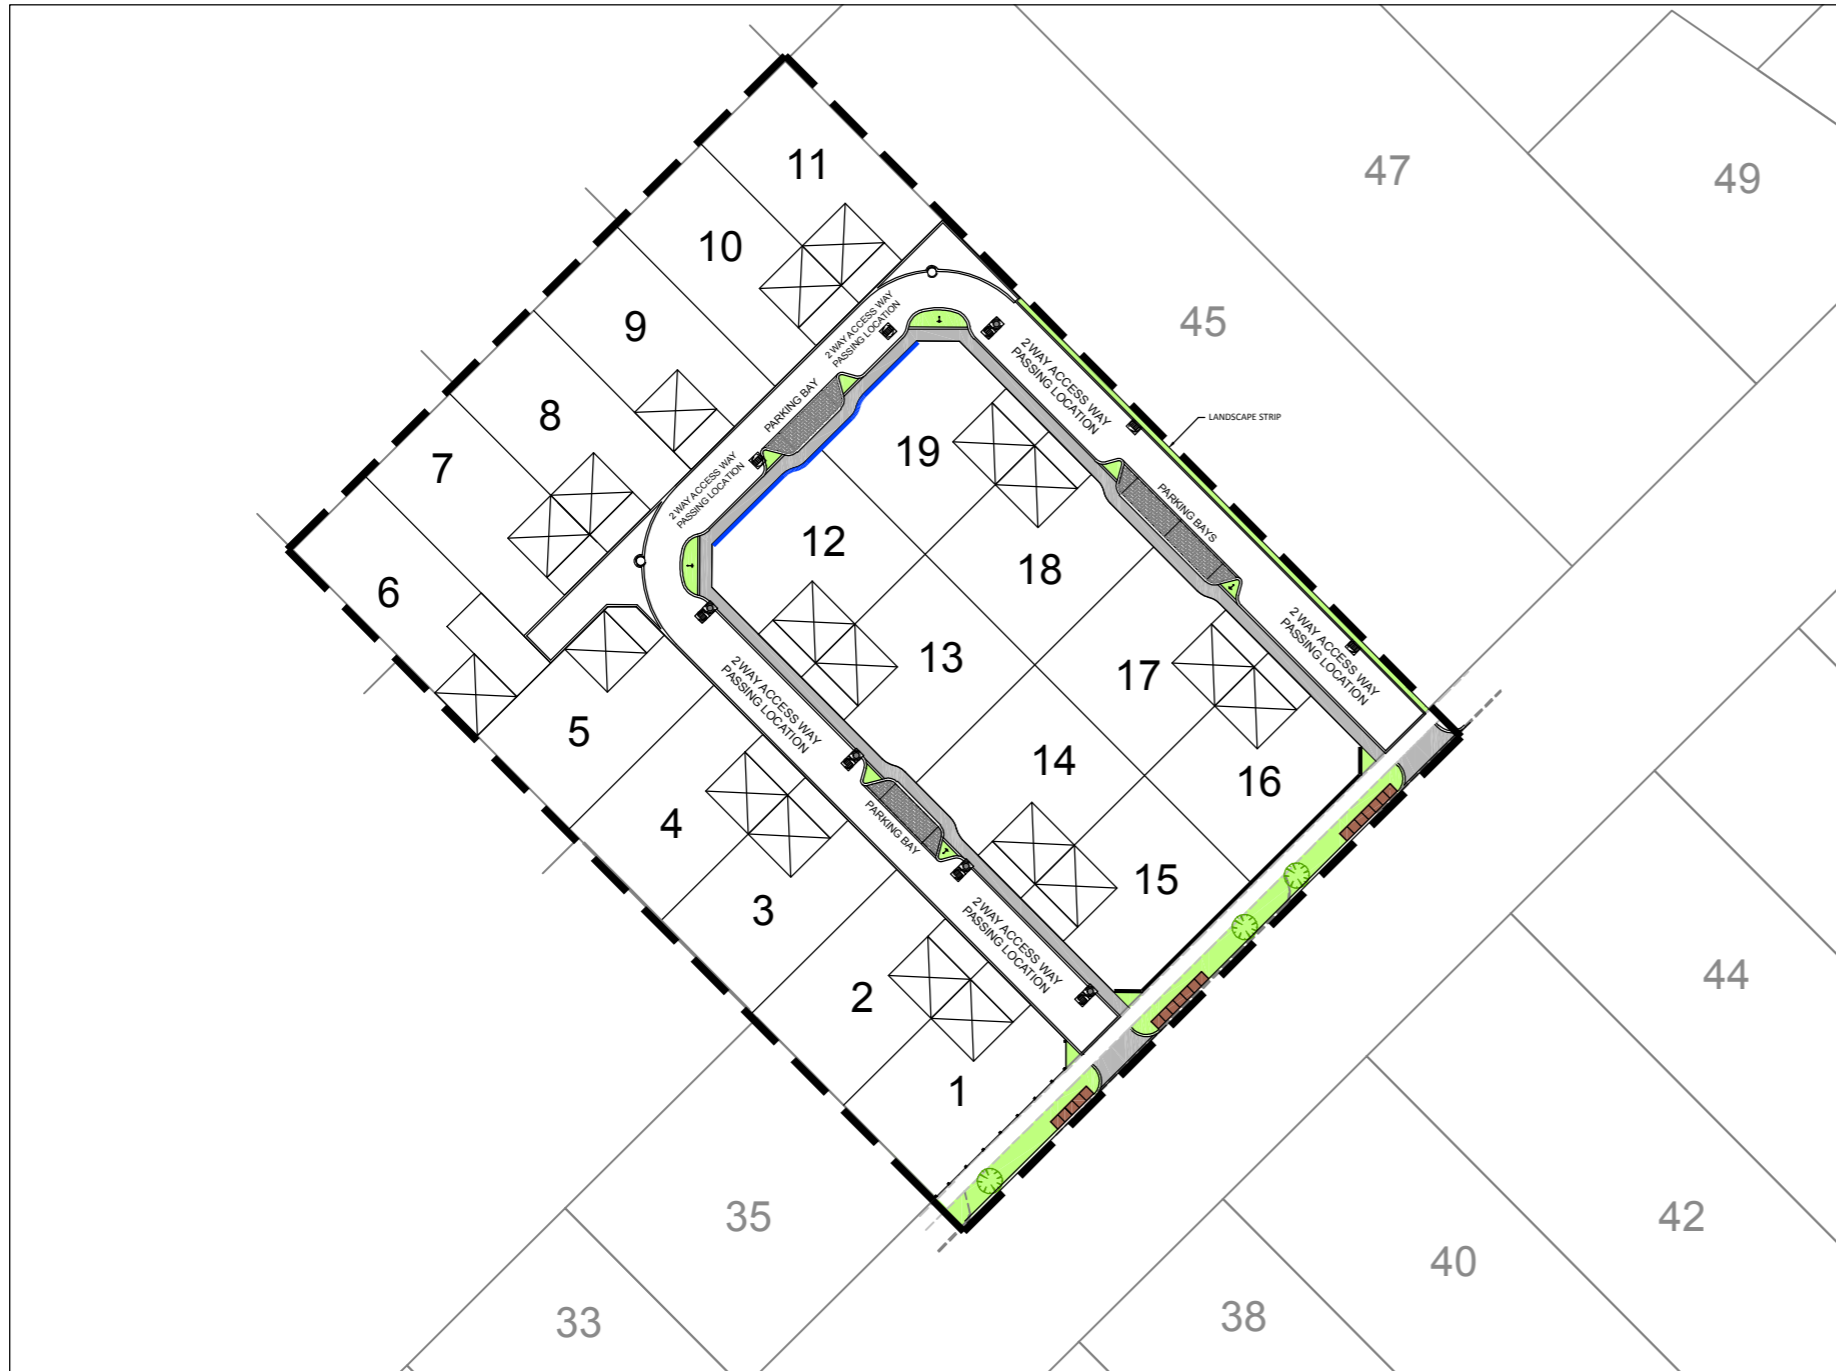 11
47
49
10
2 WAY ACCESS WAY
PASSING LOCATION
9
45
2 WAY ACCESS WAY
PASSING LOCATION
PARKING BAY
8
LANDSCAPE STRIP
7
19
2 WAY ACCESS WAY
PASSING LOCATION
PARKING BAYS
12
18
6
13
17
2 WAY ACCESS WAY
PASSING LOCATION
5
2 WAY ACCESS WAY
PASSING LOCATION
14
16
4
PARKING BAY
15
3
2 WAY ACCESS WAY
PASSING LOCATION
44
2
1
35
42
40
33
38